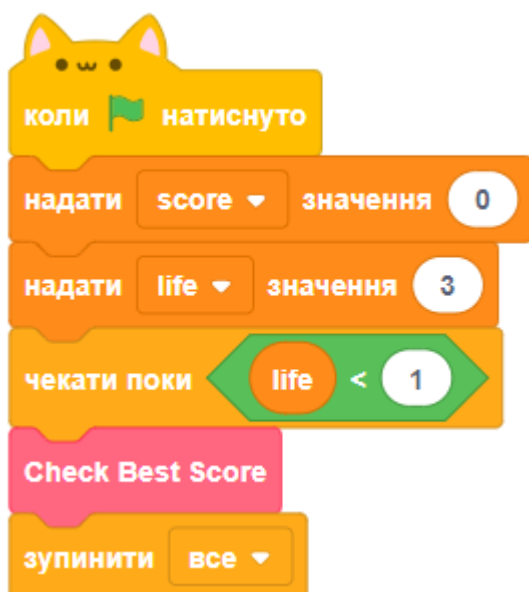 коли натиснуто
надати score значення 0
надати life значення 3
чекати поки life < 1
Check Best Score
зупинити все